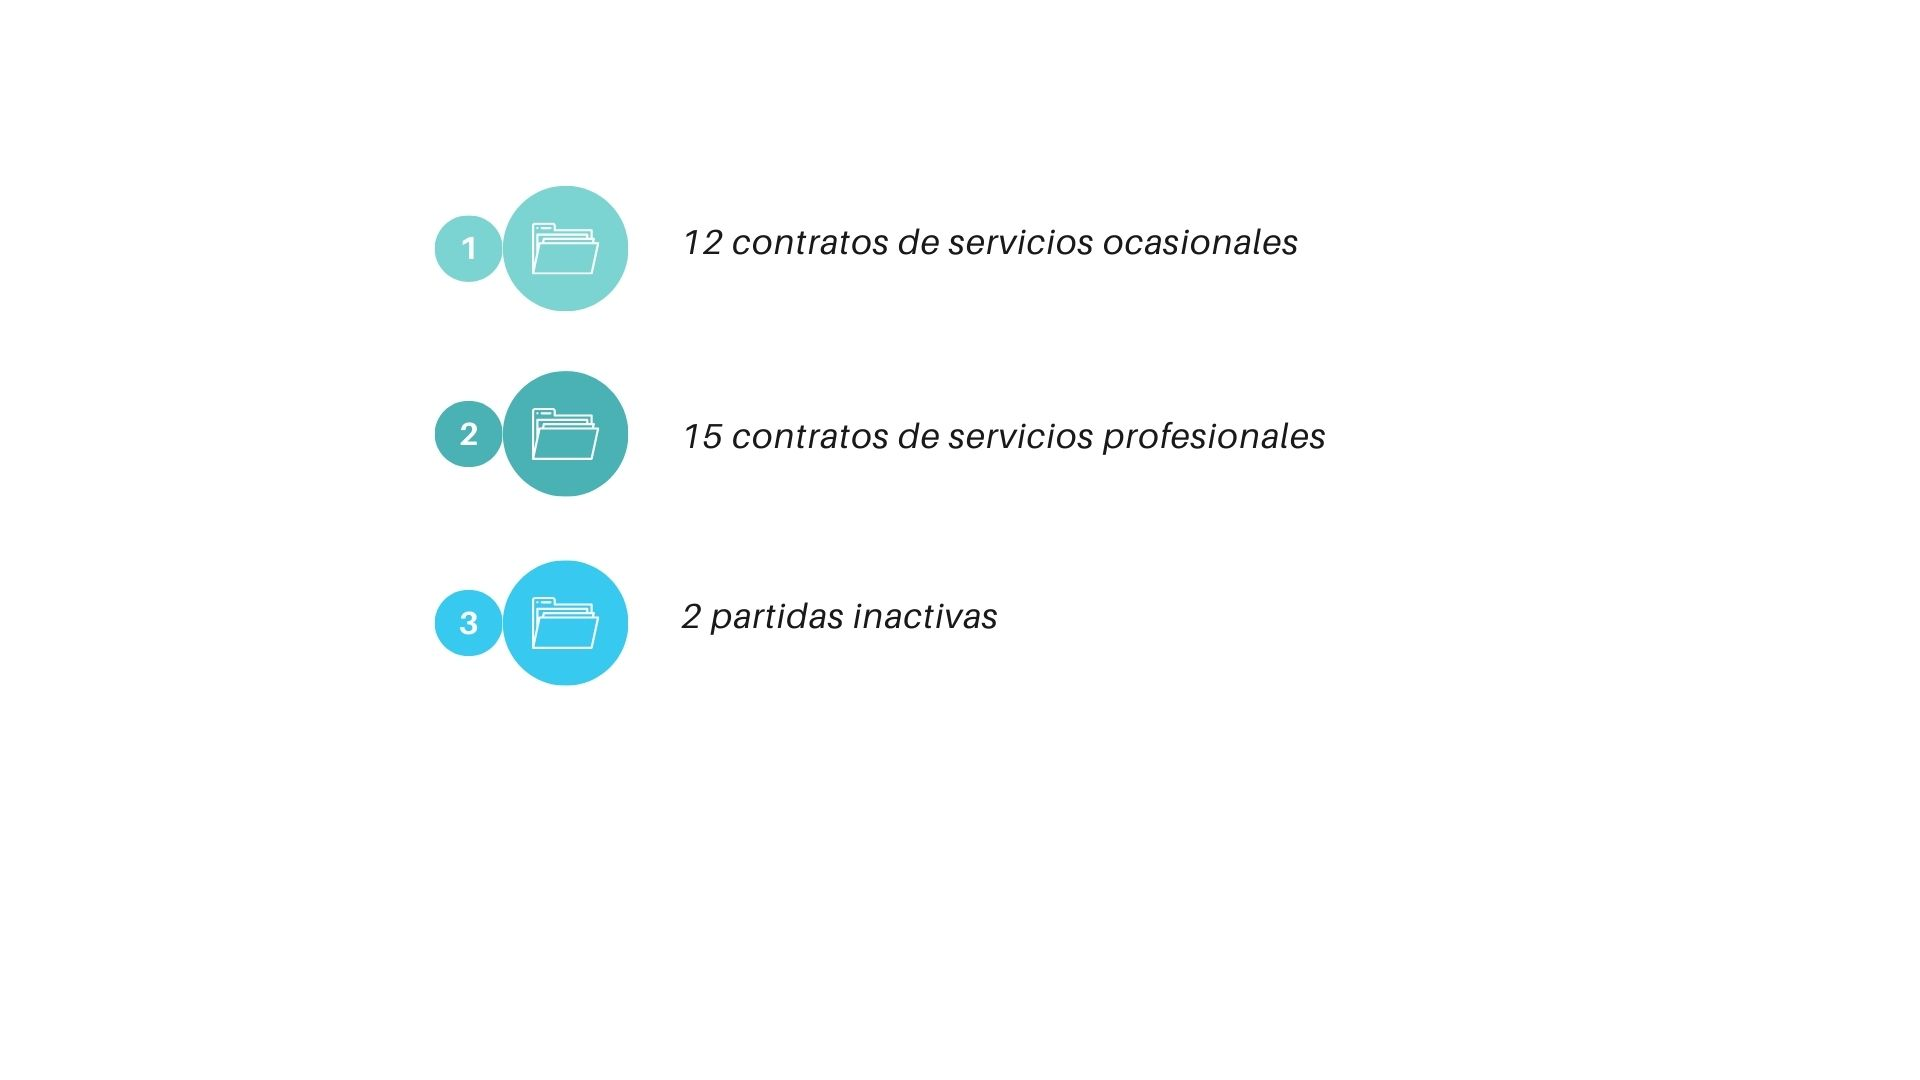 1 12 contratos de servicios ocasionales
2 15 contratos de servicios profesionales
3 2 partidas inactivas